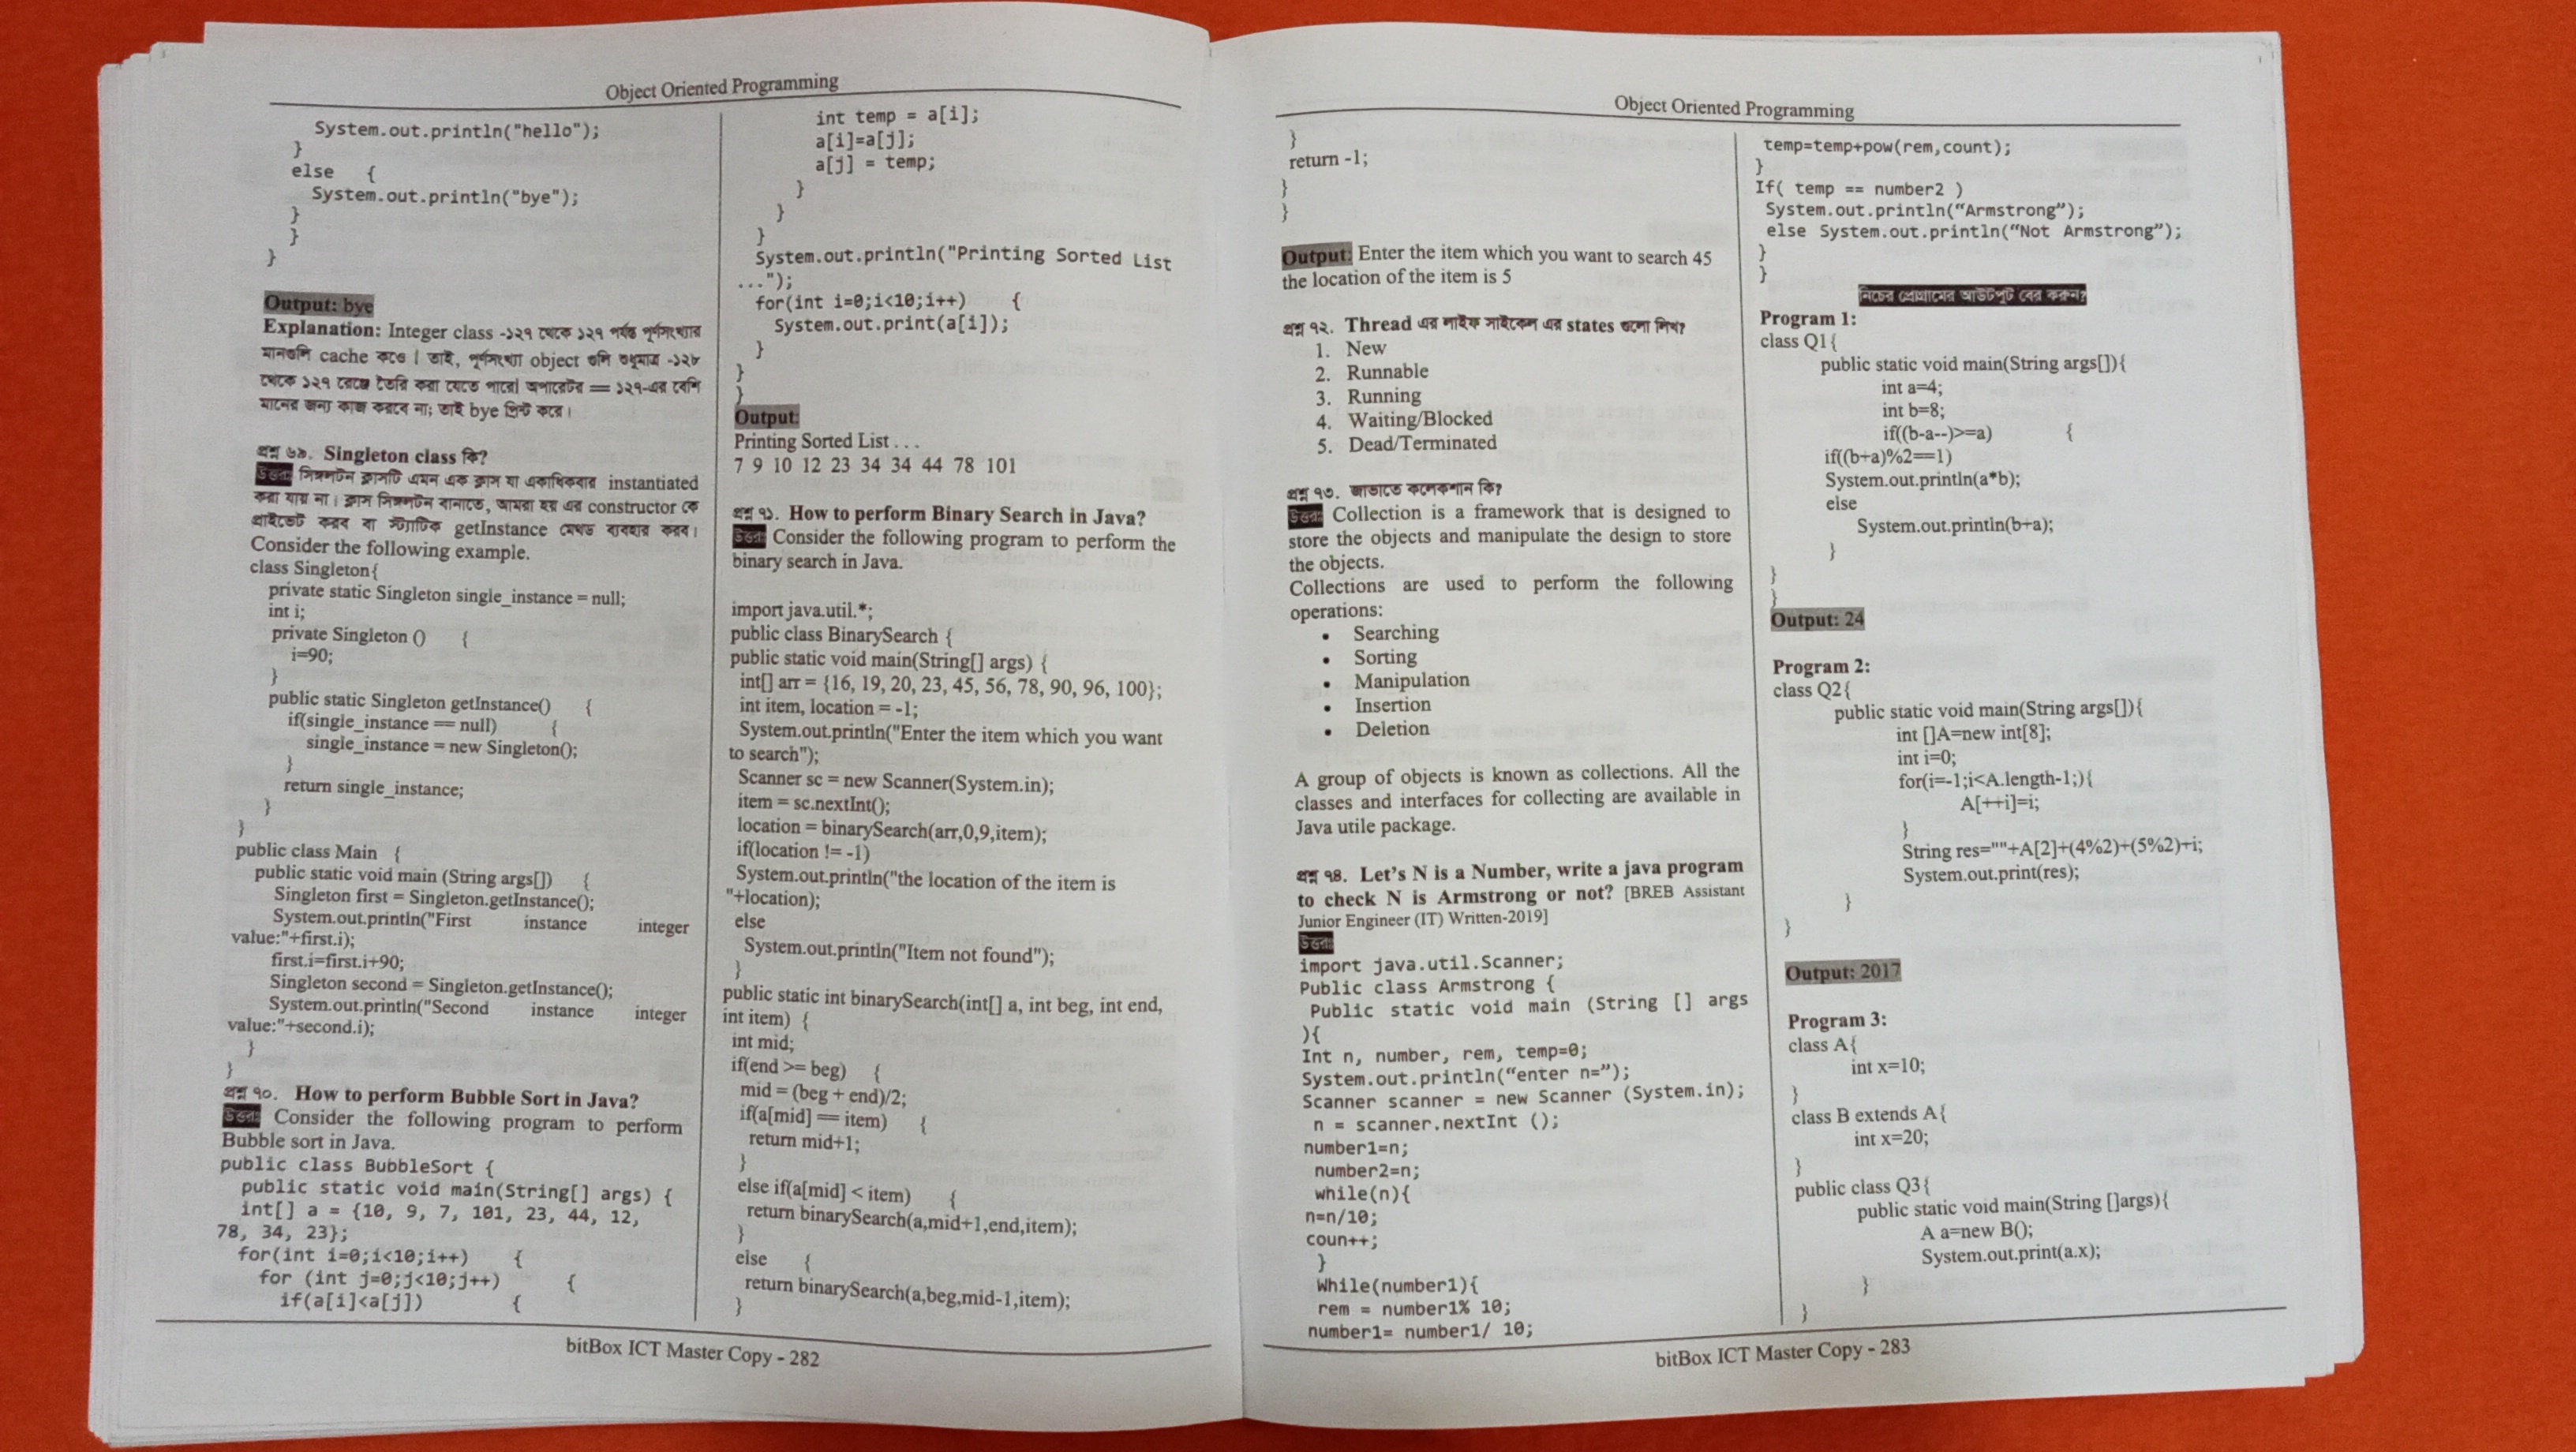 Object Oriented Programming
System.out.println("hello");
}
else {
System.out.println("bye");
}
}
}
Output: bye
Explanation: Integer class -১২৭ থেকে ১২৭ পর্যন্ত পূর্ণসংখ্যার
মানগুলি cache করে। তাই, পূর্ণসংখ্যা object গুলি শুধুমাত্র -১২৮
থেকে ১২৭ রেঞ্জে তৈরি করা যেতে পারে| অপারেটর == ১২৭-এর বেশি
মানের জন্য কাজ করবে না; তাই bye প্রিন্ট করে।
প্রশ্ন ৬৯. Singleton class কি?
উত্তরঃ সিঙ্গলটন ক্লাসটি এমন এক ক্লাস যা একাধিকবার instantiated
করা যায় না। ক্লাস সিঙ্গলটন বানাতে, আমরা হয় এর constructor কে
প্রাইভেট করব বা স্ট্যাটিক getInstance মেথড ব্যবহার করব।
Consider the following example.
class Singleton{
private static Singleton single_instance = null;
int i;
private Singleton () {
i=90;
}
public static Singleton getInstance() {
if(single_instance == null) {
single_instance = new Singleton();
}
return single_instance;
}
}
public class Main {
public static void main (String args[]) {
Singleton first = Singleton.getInstance();
System.out.println("First instance integer
value:"+first.i);
first.i=first.i+90;
Singleton second = Singleton.getInstance();
System.out.println("Second instance integer
value:"+second.i);
}
}
প্রশ্ন ৭০. How to perform Bubble Sort in Java?
উত্তরঃ Consider the following program to perform
Bubble sort in Java.
public class BubbleSort {
public static void main(String[] args) {
int[] a = {10, 9, 7, 101, 23, 44, 12,
78, 34, 23};
for(int i=0;i<10;i++) {
for (int j=0;j<10;j++) {
if(a[i]<a[j]) {
int temp = a[i];
a[i]=a[j];
a[j] = temp;
}
}
}
System.out.println("Printing Sorted List
...");
for(int i=0;i<10;i++) {
System.out.print(a[i]);
}
}
}
Output:
Printing Sorted List . . .
7 9 10 12 23 34 34 44 78 101
প্রশ্ন ৭১. How to perform Binary Search in Java?
উত্তরঃ Consider the following program to perform the
binary search in Java.
import java.util.*;
public class BinarySearch {
public static void main(String[] args) {
int[] arr = {16, 19, 20, 23, 45, 56, 78, 90, 96, 100};
int item, location = -1;
System.out.println("Enter the item which you want
to search");
Scanner sc = new Scanner(System.in);
item = sc.nextInt();
location = binarySearch(arr,0,9,item);
if(location != -1)
System.out.println("the location of the item is
"+location);
else
System.out.println("Item not found");
}
public static int binarySearch(int[] a, int beg, int end,
int item) {
int mid;
if(end >= beg) {
mid = (beg + end)/2;
if(a[mid] == item) {
return mid+1;
}
else if(a[mid] < item) {
return binarySearch(a,mid+1,end,item);
}
else {
return binarySearch(a,beg,mid-1,item);
}
bitBox ICT Master Copy - 282
Object Oriented Programming
}
return -1;
}
}
Output: Enter the item which you want to search 45
the location of the item is 5
প্রশ্ন ৭২. Thread এর লাইফ সাইকেল এর states গুলো লিখ?
1. New
2. Runnable
3. Running
4. Waiting/Blocked
5. Dead/Terminated
প্রশ্ন ৭৩. জাভাতে কালেকশান কি?
উত্তরঃ Collection is a framework that is designed to
store the objects and manipulate the design to store
the objects.
Collections are used to perform the following
operations:
• Searching
• Sorting
• Manipulation
• Insertion
• Deletion
A group of objects is known as collections. All the
classes and interfaces for collecting are available in
Java utile package.
প্রশ্ন ৭৪. Let’s N is a Number, write a java program
to check N is Armstrong or not? [BREB Assistant
Junior Engineer (IT) Written-2019]
উত্তরঃ
import java.util.Scanner;
Public class Armstrong {
Public static void main (String [] args
){
Int n, number, rem, temp=0;
System.out.println(“enter n=”);
Scanner scanner = new Scanner (System.in);
n = scanner.nextInt ();
number1=n;
number2=n;
while(n){
n=n/10;
coun++;
}
While(number1){
rem = number1% 10;
number1= number1/ 10;
temp=temp+pow(rem,count);
}
If( temp == number2 )
System.out.println(“Armstrong”);
else System.out.println(“Not Armstrong”);
}
}
নিচের প্রোগ্রামের আউটপুট বের করুন?
Program 1:
class Q1{
public static void main(String args[]){
int a=4;
int b=8;
if((b-a--)>=a) {
if((b+a)%2==1)
System.out.println(a*b);
else
System.out.println(b+a);
}
}
}
Output: 24
Program 2:
class Q2{
public static void main(String args[]){
int []A=new int[8];
int i=0;
for(i=-1;i<A.length-1;){
A[++i]=i;
}
String res=""+A[2]+(4%2)+(5%2)+i;
System.out.print(res);
}
}
Output: 2017
Program 3:
class A{
int x=10;
}
class B extends A{
int x=20;
}
public class Q3{
public static void main(String []args){
A a=new B();
System.out.print(a.x);
}
}
bitBox ICT Master Copy - 283